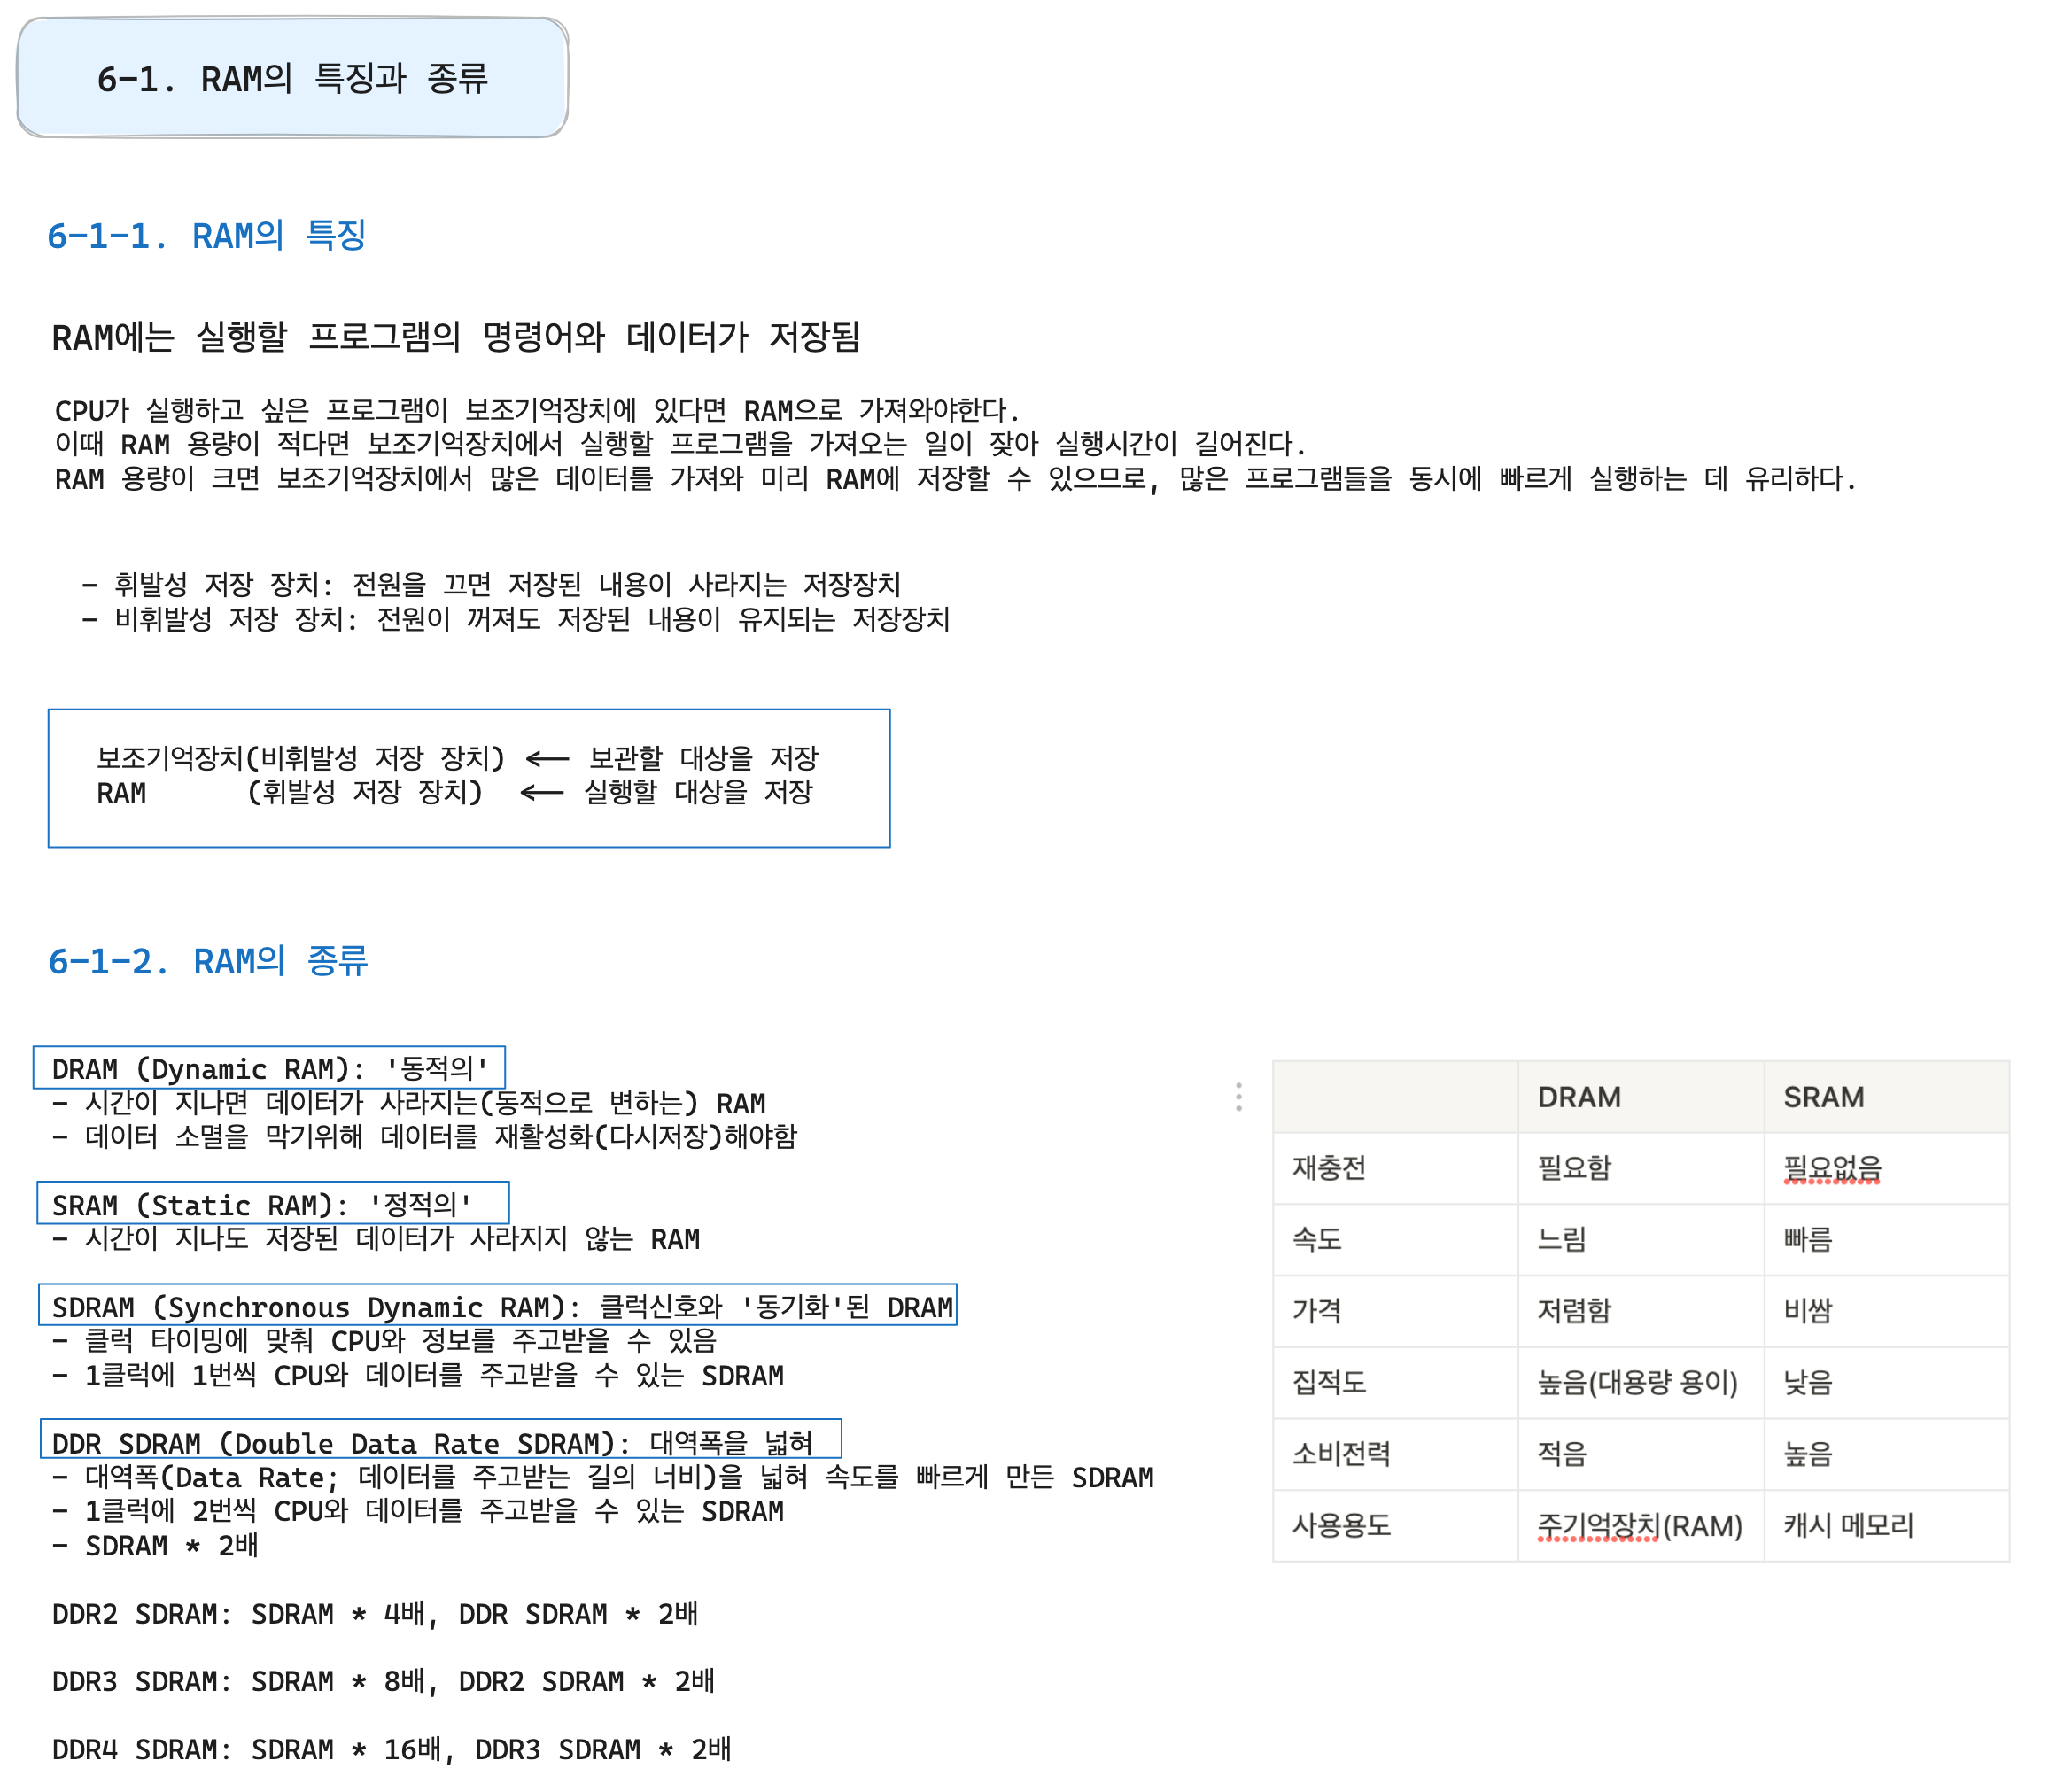 6-1. RAM의 특징과 종류
6-1-1. RAM의 특징
RAM에는 실행할 프로그램의 명령어와 데이터가 저장됨
CPU가 실행하고 싶은 프로그램이 보조기억장치에 있다면 RAM으로 가져와야한다.
이때 RAM 용량이 적다면 보조기억장치에서 실행할 프로그램을 가져오는 일이 잦아 실행시간이 길어진다.
RAM 용량이 크면 보조기억장치에서 많은 데이터를 가져와 미리 RAM에 저장할 수 있으므로, 많은 프로그램들을 동시에 빠르게 실행하는 데 유리하다.
- 휘발성 저장 장치: 전원을 끄면 저장된 내용이 사라지는 저장장치
- 비휘발성 저장 장치: 전원이 꺼져도 저장된 내용이 유지되는 저장장치
보조기억장치(비휘발성 저장 장치) <— 보관할 대상을 저장
RAM (휘발성 저장 장치) <— 실행할 대상을 저장
6-1-2. RAM의 종류
DRAM (Dynamic RAM): '동적의'
- 시간이 지나면 데이터가 사라지는(동적으로 변하는) RAM
- 데이터 소멸을 막기위해 데이터를 재활성화(다시저장)해야함
SRAM (Static RAM): '정적의'
- 시간이 지나도 저장된 데이터가 사라지지 않는 RAM
SDRAM (Synchronous Dynamic RAM): 클럭신호와 '동기화'된 DRAM
- 클럭 타이밍에 맞춰 CPU와 정보를 주고받을 수 있음
- 1클럭에 1번씩 CPU와 데이터를 주고받을 수 있는 SDRAM
DDR SDRAM (Double Data Rate SDRAM): 대역폭을 넓혀
- 대역폭(Data Rate; 데이터를 주고받는 길의 너비)을 넓혀 속도를 빠르게 만든 SDRAM
- 1클럭에 2번씩 CPU와 데이터를 주고받을 수 있는 SDRAM
- SDRAM * 2배
DDR2 SDRAM: SDRAM * 4배, DDR SDRAM * 2배
DDR3 SDRAM: SDRAM * 8배, DDR2 SDRAM * 2배
DDR4 SDRAM: SDRAM * 16배, DDR3 SDRAM * 2배
DRAM SRAM
재충전 필요함 필요없음
속도 느림 빠름
가격 저렴함 비쌈
집적도 높음(대용량 용이) 낮음
소비전력 적음 높음
사용용도 주기억장치(RAM) 캐시 메모리